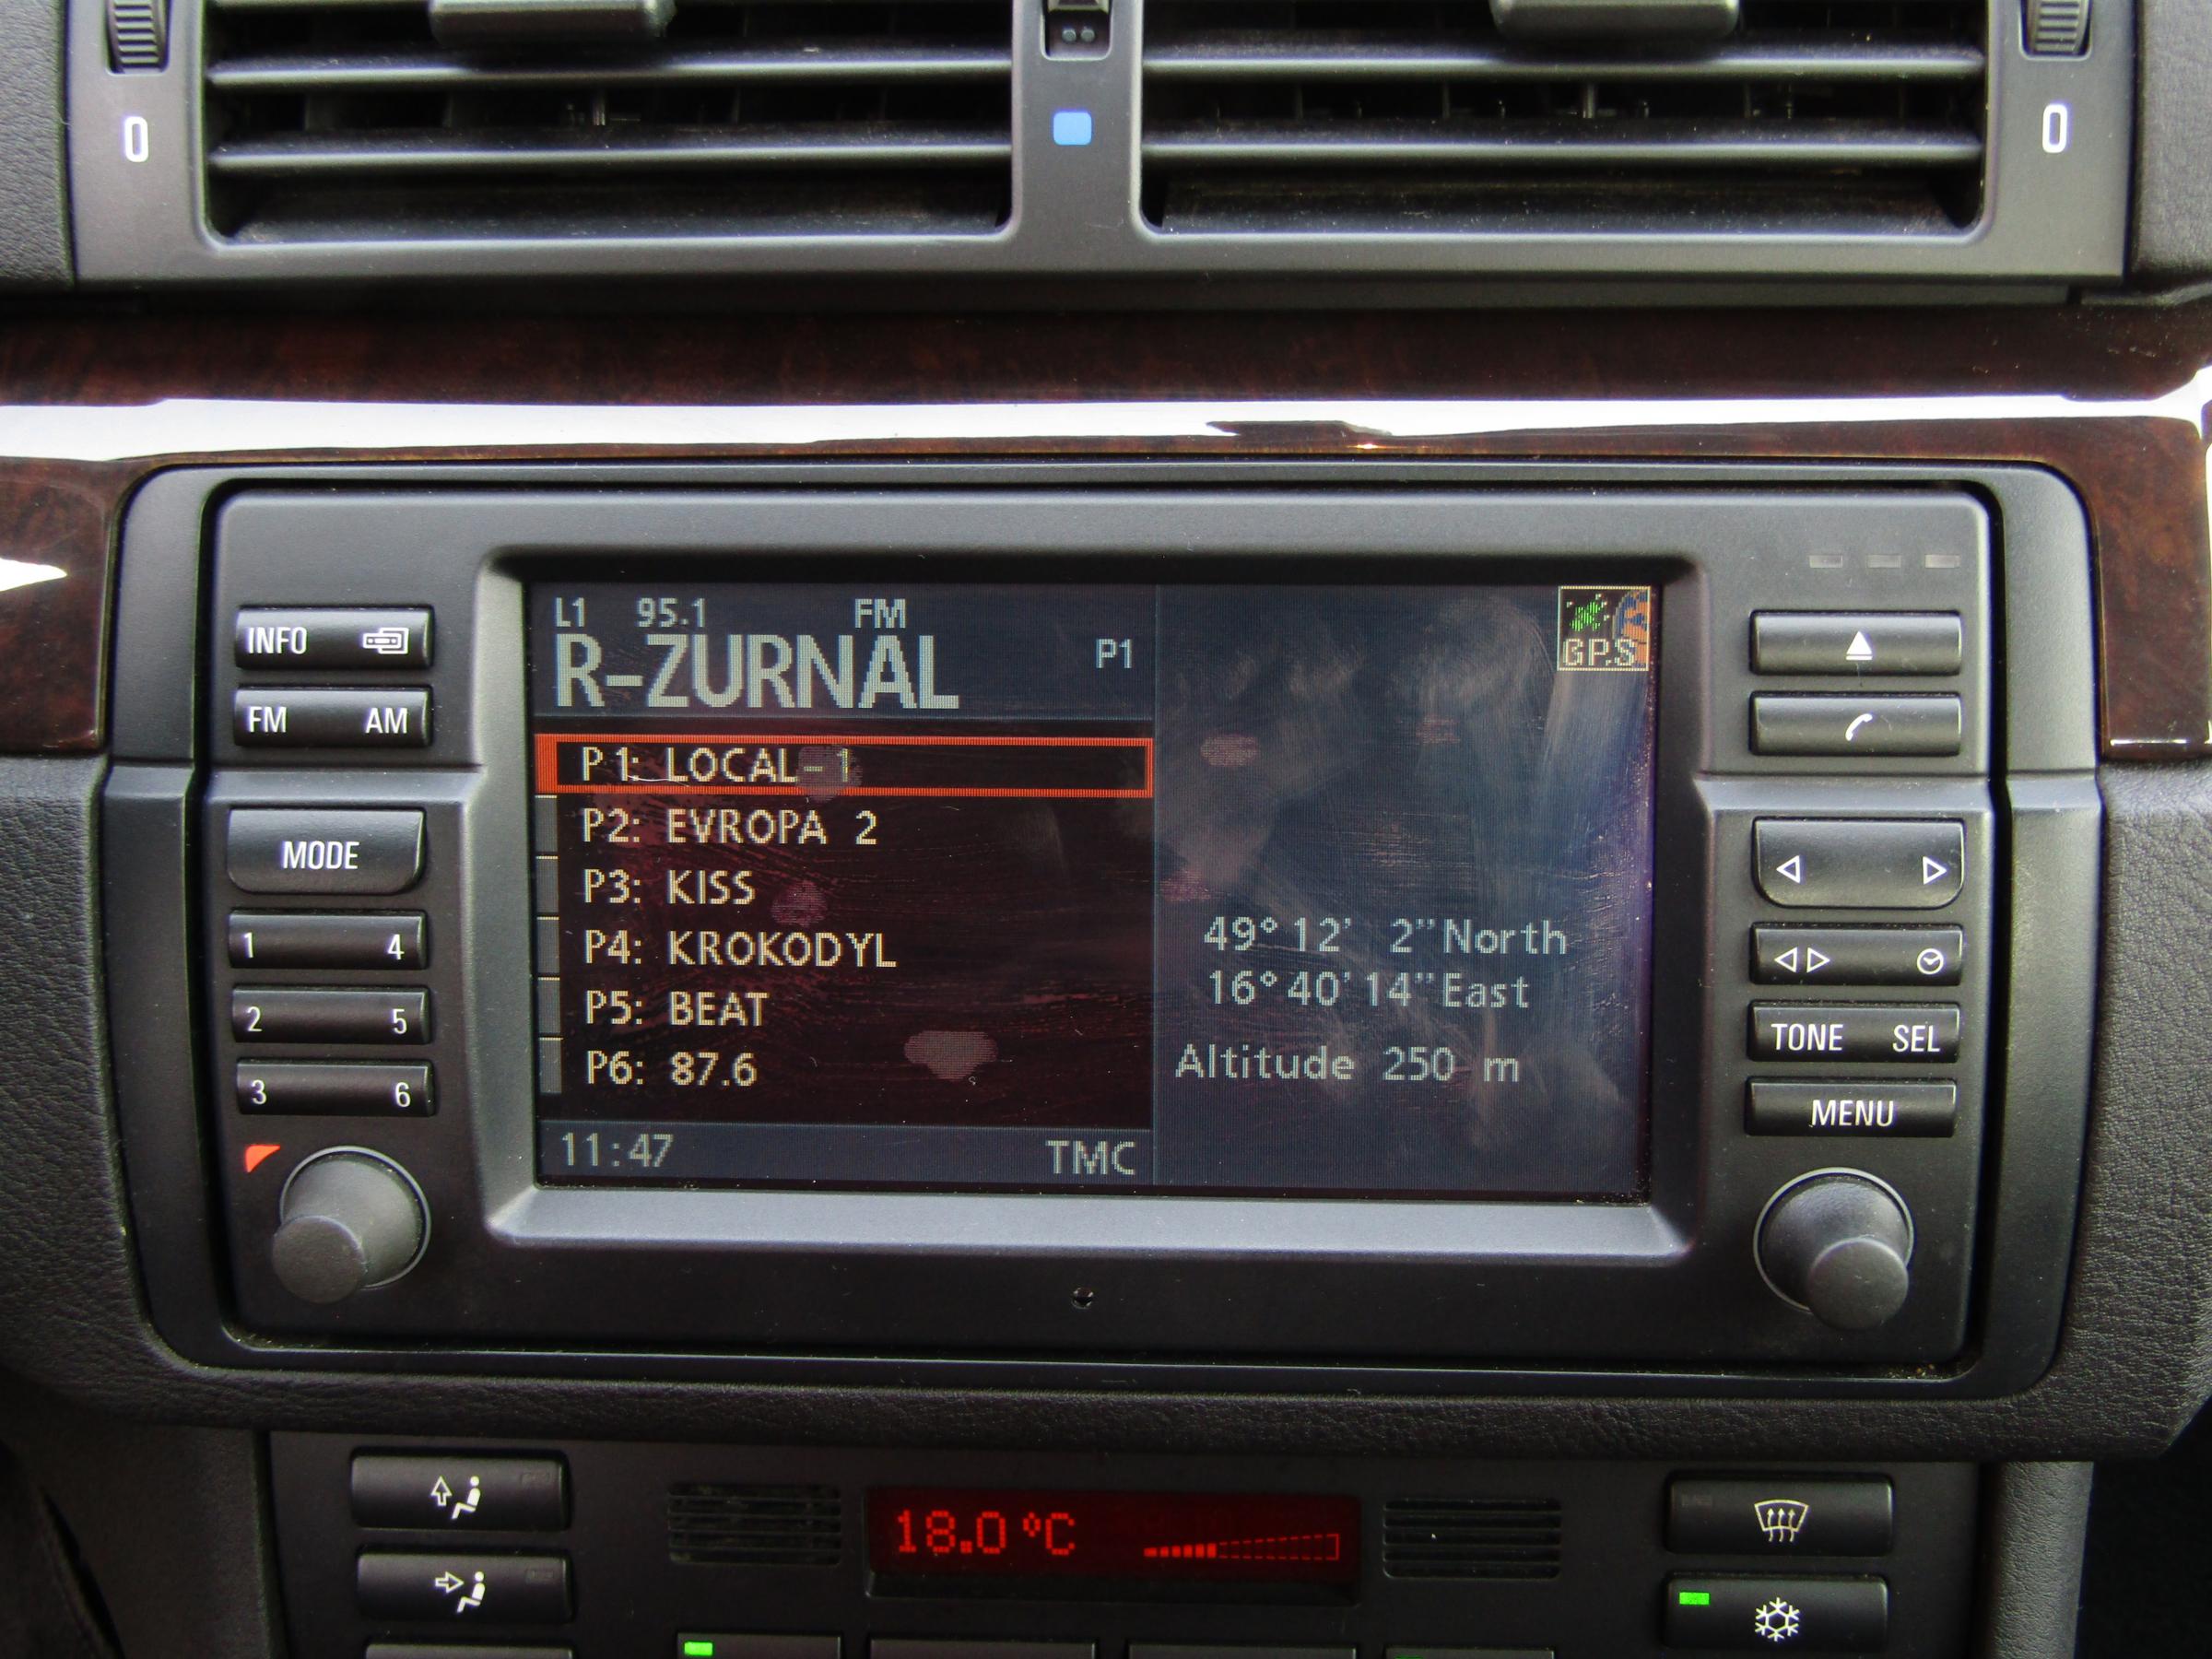 0
0
L1 95.1 FM
R-ZURNAL P1
GPS
P1: LOCAL-1
P2: EVROPA 2
P3: KISS
P4: KROKODYL
P5: BEAT
P6: 87.6
49° 12' 2" North
16° 40' 14" East
Altitude 250 m
11:47 TMC
INFO
FM AM
MODE
1 4
2 5
3 6
TONE SEL
MENU
18.0 °C